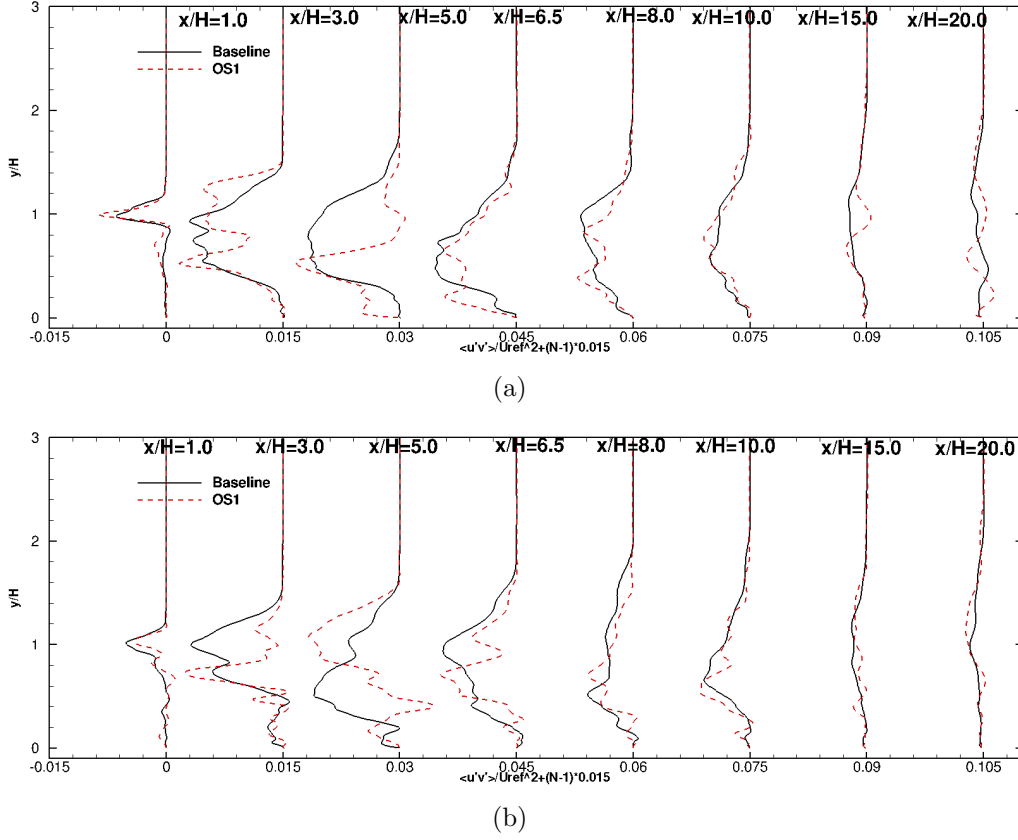 x/H=1.0 x/H=3.0 x/H=5.0 x/H=6.5 x/H=8.0 x/H=10.0 x/H=15.0 x/H=20.0
3
Baseline
OS1
2
y/H
1
0
-0.015 0 0.015 0.03 0.045 0.06 0.075 0.09 0.105
<u'v'>/Uref^2+(N-1)*0.015
(a)
3
x/H=1.0 x/H=3.0 x/H=5.0 x/H=6.5 x/H=8.0 x/H=10.0 x/H=15.0 x/H=20.0
Baseline
OS1
2
y/H
1
0
-0.015 0 0.015 0.03 0.045 0.06 0.075 0.09 0.105
<u'v'>/Uref^2+(N-1)*0.015
(b)